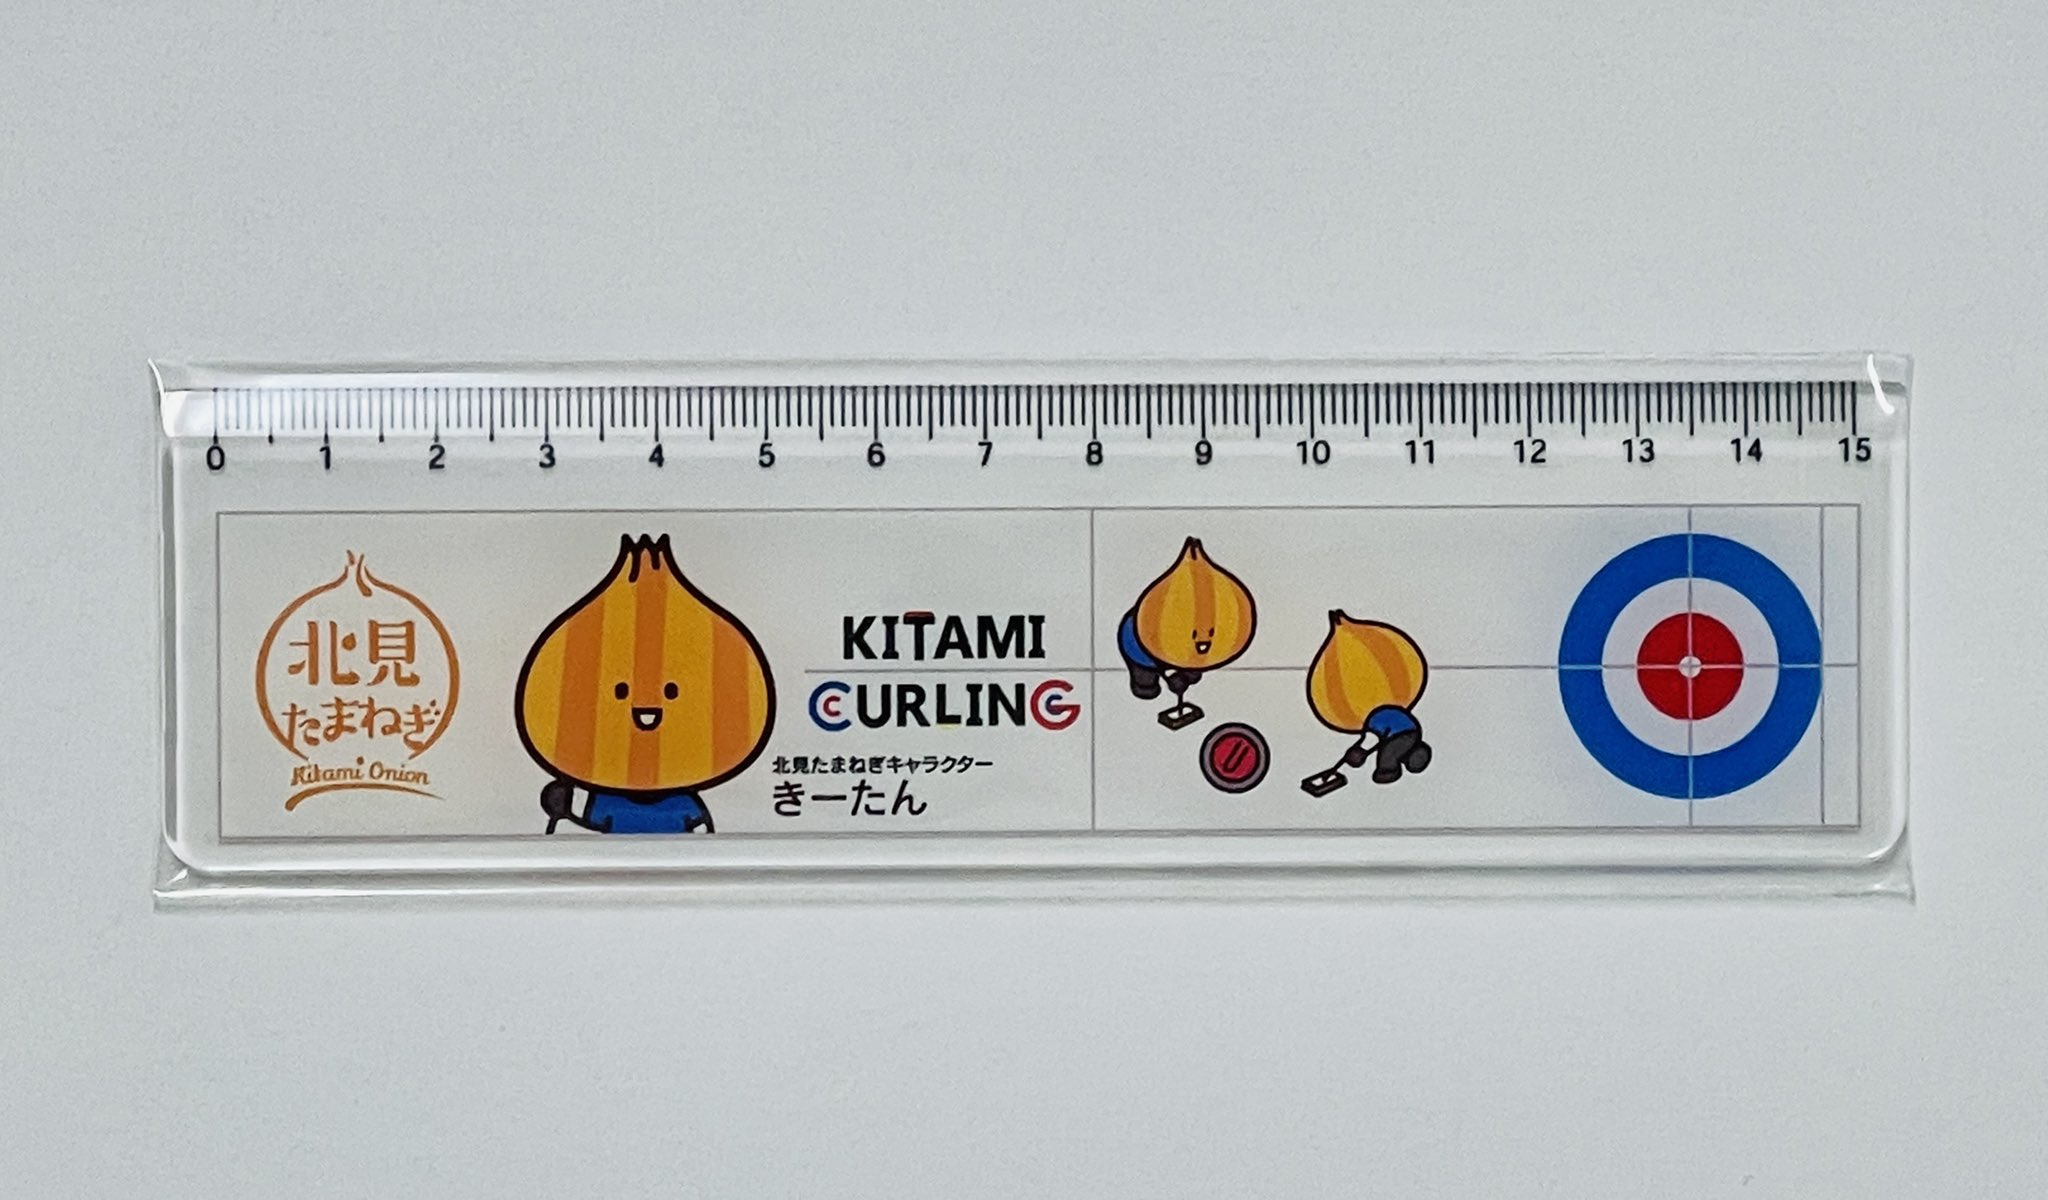 0 1 2 3 4 5 6 7 8 9 10 11 12 13 14 15
北見
たまねぎ
Kitami Onion
KITAMI
CURLING
北見たまねぎキャラクター
きーたん